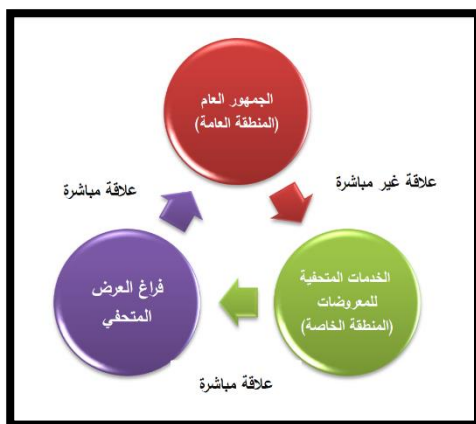 الجمهور العام
(المنطقة العامة)
علاقة غير مباشرة
علاقة مباشرة
الخدمات المتحفية
للمعروضات
(المنطقة الخاصة)
فراغ العرض
المتحفي
علاقة مباشرة